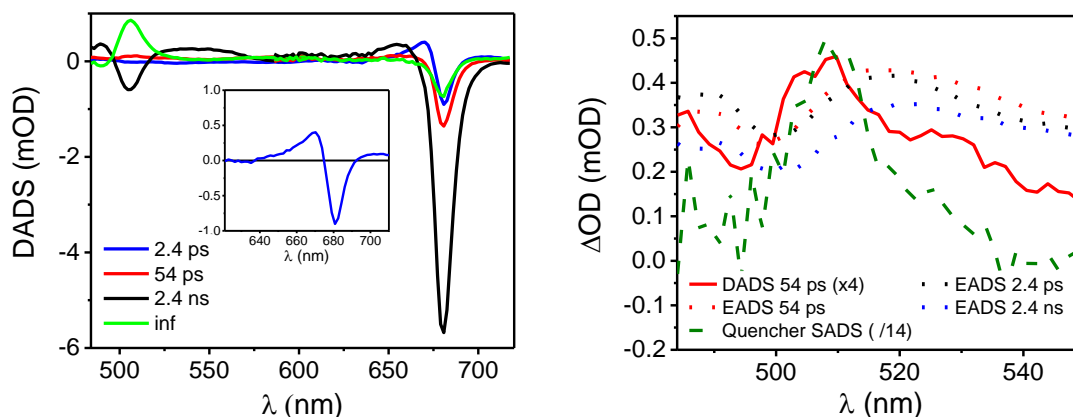 DADS (mOD)
0
-2
-4
-6
500
550
600
650
700
λ (nm)
1.0
0.5
0.0
-0.5
-1.0
640
660
680
700
λ (nm)
2.4 ps
54 ps
2.4 ns
inf
ΔOD (mOD)
0.5
0.4
0.3
0.2
0.1
0.0
0.1
0.2
500
520
540
λ (nm)
DADS 54 ps (x4)
EADS 54 ps
Quencher SADS ( /14)
EADS 2.4 ps
EADS 2.4 ns